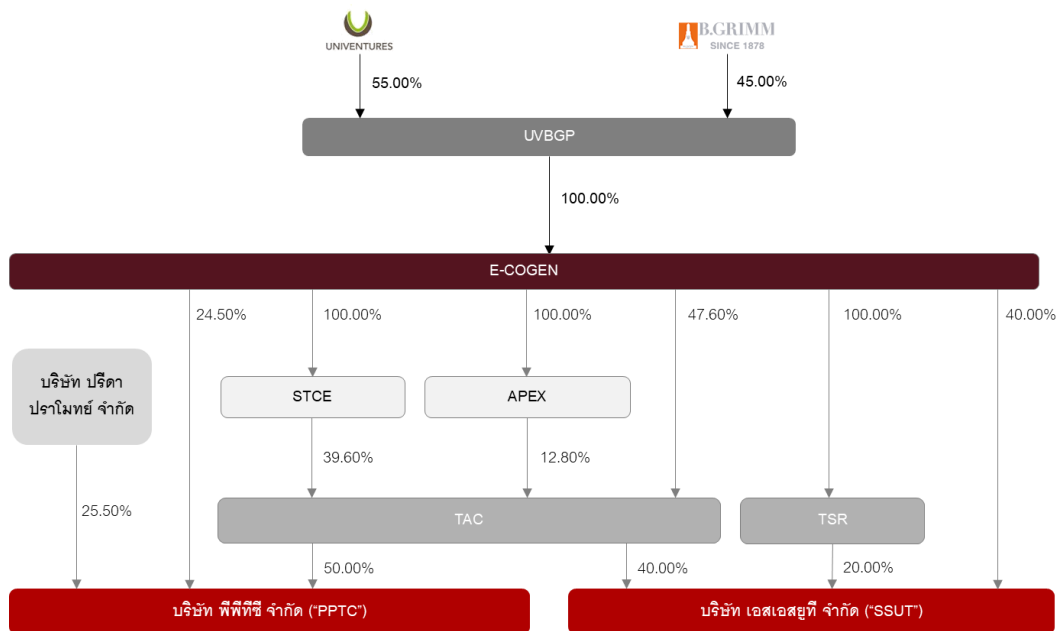 UNIVENTURES
B.GRIMM
SINCE 1878
55.00%
45.00%
UVBGP
100.00%
E-COGEN
24.50%
100.00%
100.00%
47.60%
100.00%
40.00%
บริษัท ปรีดา
ปราโมทย์ จำกัด
STCE
APEX
39.60%
12.80%
25.50%
TAC
TSR
50.00%
40.00%
20.00%
บริษัท พีพีทีซี จำกัด ("PPTC")
บริษัท เอสเอสยูที จำกัด ("SSUT")